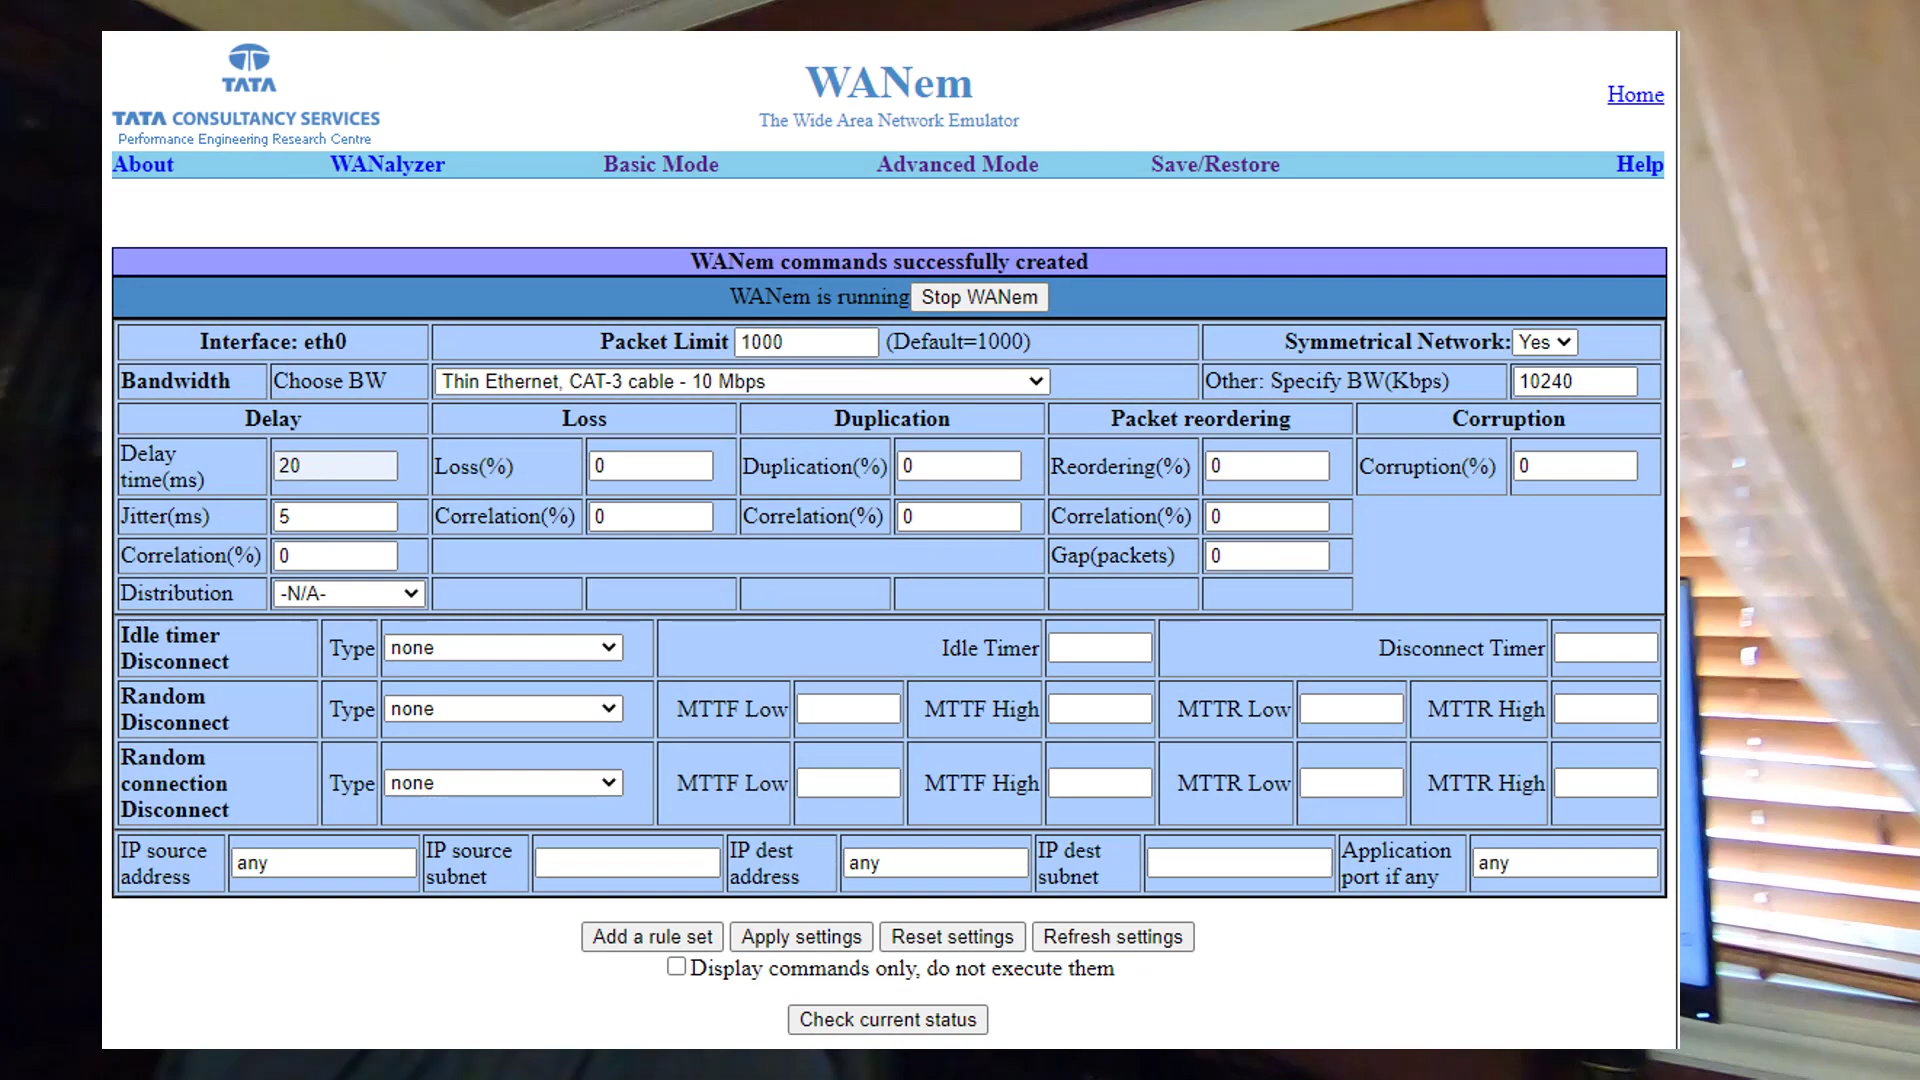 TATA
TATA CONSULTANCY SERVICES
Performance Engineering Research Centre
WANem
The Wide Area Network Emulator
Home
About WANalyzer Basic Mode Advanced Mode Save/Restore Help
WANem commands successfully created
WANem is running Stop WANem
Interface: eth0 Packet Limit 1000 (Default=1000) Symmetrical Network: Yes
Bandwidth Choose BW Thin Ethernet, CAT-3 cable - 10 Mbps Other: Specify BW(Kbps) 10240
Delay Loss Duplication Packet reordering Corruption
Delay time(ms) 20 Loss(%) 0 Duplication(%) 0 Reordering(%) 0 Corruption(%) 0
Jitter(ms) 5 Correlation(%) 0 Correlation(%) 0 Correlation(%) 0
Correlation(%) 0 Gap(packets) 0
Distribution -N/A-
Idle timer Disconnect Type none Idle Timer Disconnect Timer
Random Disconnect Type none MTTF Low MTTF High MTTR Low MTTR High
Random connection Disconnect Type none MTTF Low MTTF High MTTR Low MTTR High
IP source address any IP source subnet IP dest address any IP dest subnet Application port if any any
Add a rule set Apply settings Reset settings Refresh settings
Display commands only, do not execute them
Check current status